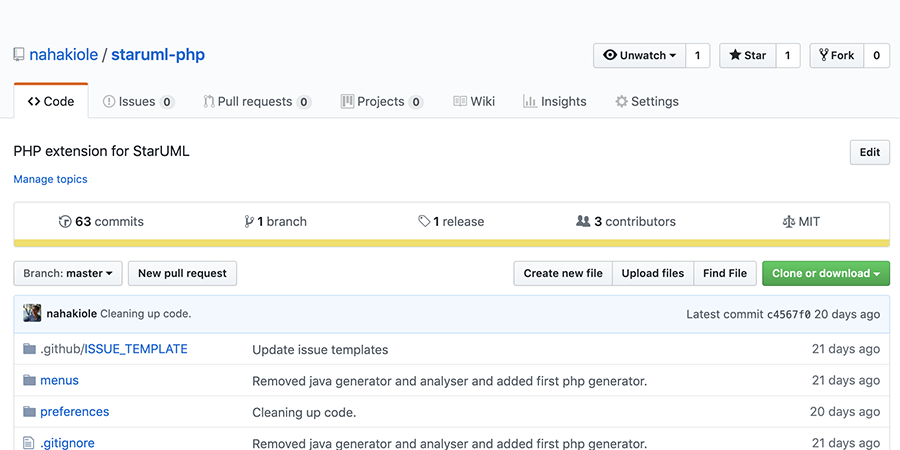 nahakiole / staruml-php
Unwatch 1 Star 1 Fork 0
Code Issues 0 Pull requests 0 Projects 0 Wiki Insights Settings
PHP extension for StarUML Edit
Manage topics
63 commits 1 branch 1 release 3 contributors MIT
Branch: master New pull request Create new file Upload files Find File Clone or download
nahakiole Cleaning up code. Latest commit c4567f0 20 days ago
.github/ISSUE_TEMPLATE Update issue templates 21 days ago
menus Removed java generator and analyser and added first php generator. 21 days ago
preferences Cleaning up code. 20 days ago
.gitignore Removed java generator and analyser and added first php generator. 21 days ago